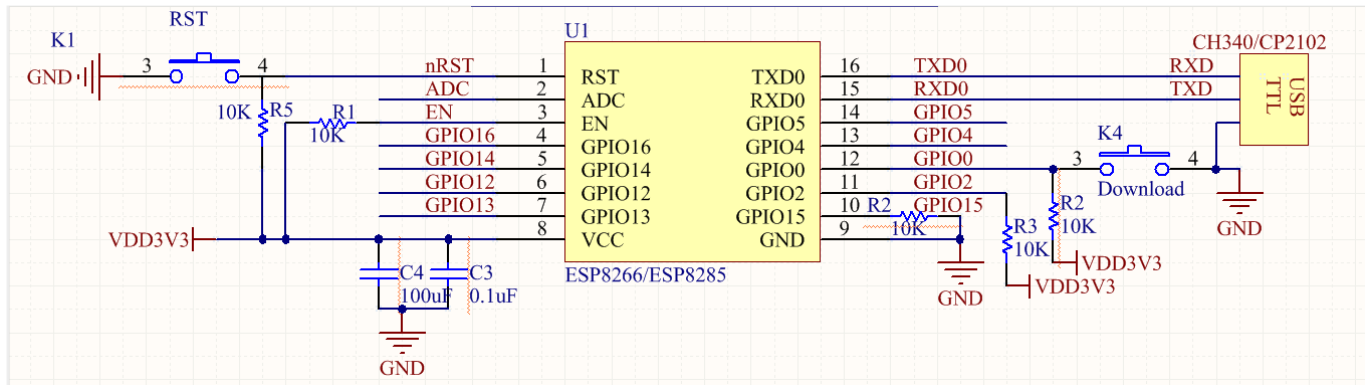 RST
K1
GND
3
4
10K
R5
R1
10K
nRST
ADC
EN
GPIO16
GPIO14
GPIO12
GPIO13
1
2
3
4
5
6
7
8
VDD3V3
C4
100uF
C3
0.1uF
GND
U1
RST
ADC
EN
GPIO16
GPIO14
GPIO12
GPIO13
VCC
TXD0
RXD0
GPIO5
GPIO4
GPIO0
GPIO2
GPIO15
GND
ESP8266/ESP8285
16
15
14
13
12
11
10
9
TXD0
RXD0
GPIO5
GPIO4
GPIO0
GPIO2
GPIO15
R2
10K
GND
R3
10K
VDD3V3
R2
10K
VDD3V3
K4
3
4
Download
RXD
TXD
CH340/CP2102
USB
TTL
GND